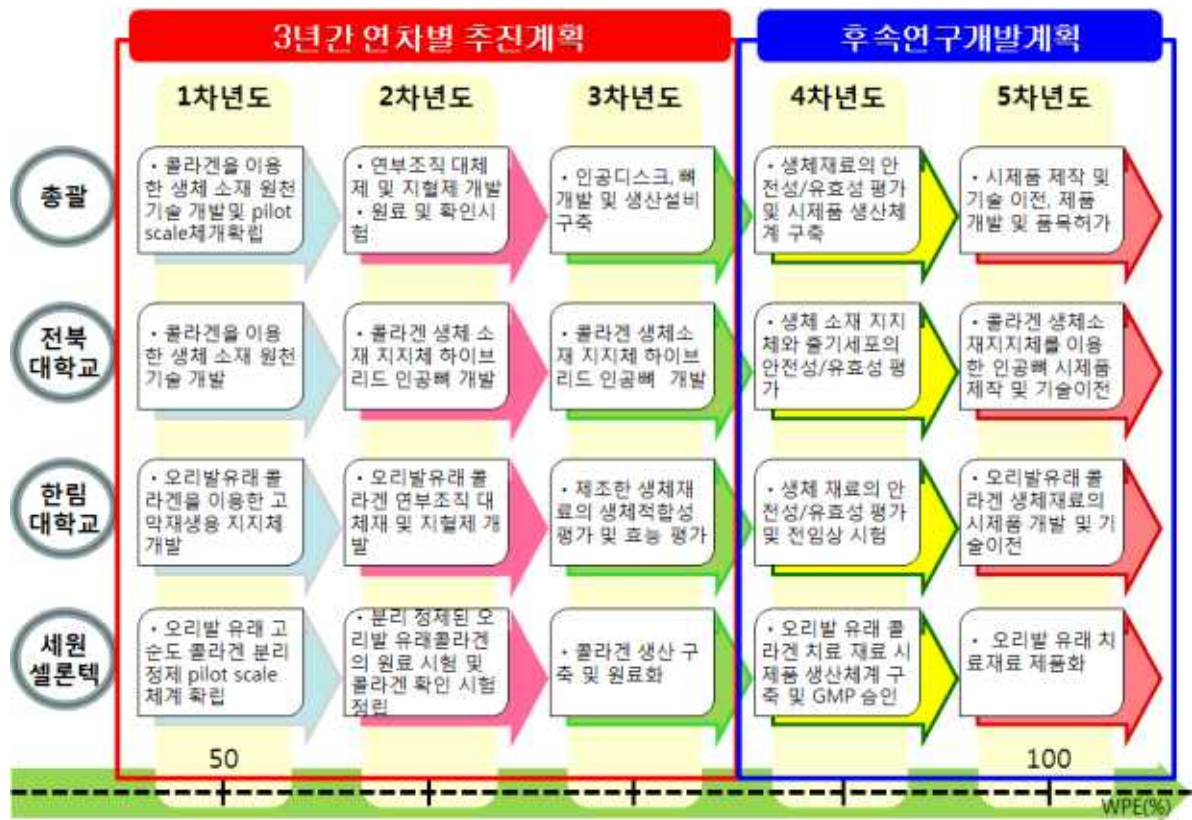 3년간 연차별 추진계획
후속연구개발계획
1차년도
2차년도
3차년도
4차년도
5차년도
총괄
・콜라겐을 이용
한 생체 소재 원천
기술 개발및 pilot
scale체개확립
・연부조직 대체
제 및 지혈제 개발
・원료 및 확인시
험
・인공디스크, 뼈
개발 및 생산설비
구축
・생체재료의 안
전성/유효성 평가
및 시제품 생산체
계 구축
・시제품 제작 및
기술 이전, 제품
개발 및 품목허가
전북
대학교
・콜라겐을 이용
한 생체 소재 원천
기술 개발
・콜라겐 생체 소
재 지지체 하이브
리드 인공뼈 개발
・콜라겐 생체소
재 지지체 하이브
리드 인공뼈 개발
・생체 소재 지지
체와 줄기세포의
안전성/유효성 평
가
・콜라겐 생체소
재지지체를 이용
한 인공뼈 시제품
제작 및 기술이전
한림
대학교
・오리발유래 콜
라겐을 이용한 고
막재생용 지지체
개발
・오리발유래 콜
라겐 연부조직 대
체재 및 지혈제 개
발
・제조한 생체재
료의 생체적합성
평가 및 효능 평가
・생체 재료의 안
전성/유효성 평가
및 전임상 시험
・오리발유래 콜
라겐 생체재료의
시제품 개발 및 기
술이전
세원
셀론텍
・오리발 유래 고
순도 콜라겐 분리
정제 pilot scale
체계 확립
・분리 정제된 오
리발 유래콜라겐
의 원료 시험 및
콜라겐 확인 시험
정립
・콜라겐 생산 구
축 및 원료화
・오리발 유래 콜
라겐 치료 재료 시
제품 생산체계 구
축 및 GMP 승인
・오리발 유래 치
료재료 제품화
50
100
WPE(%)